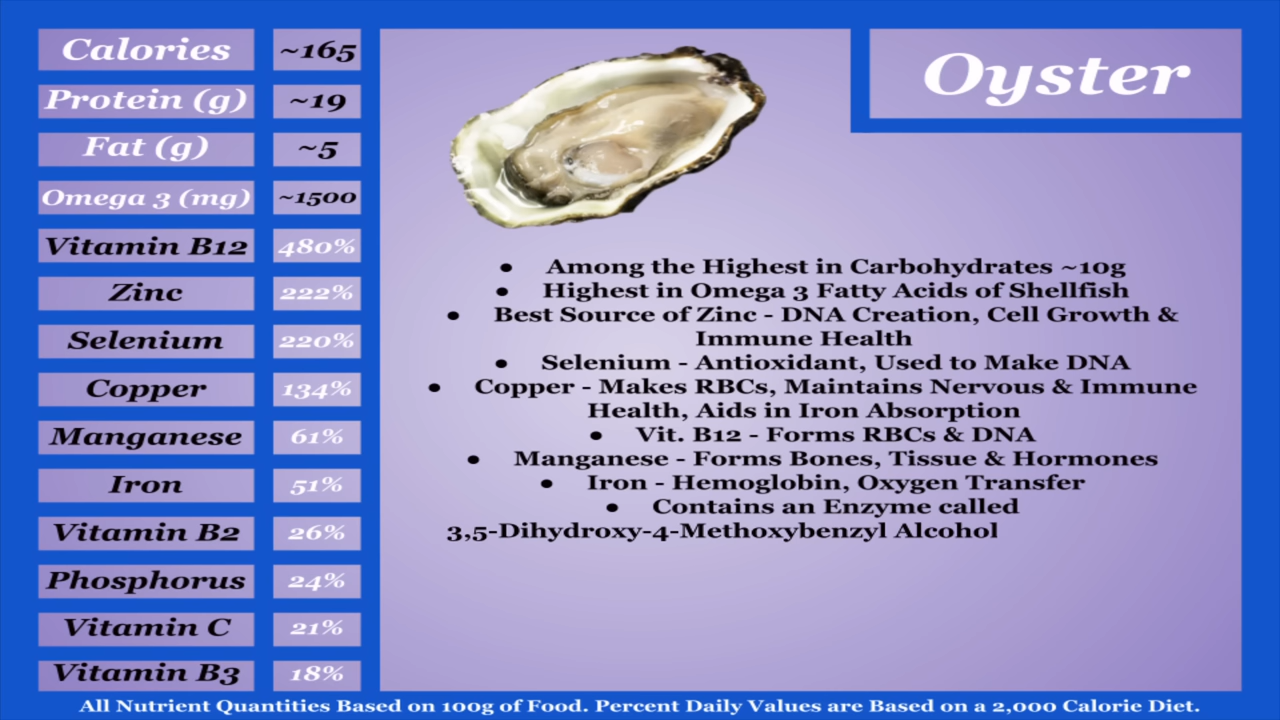 Calories ~165
Protein (g) ~19
Fat (g) ~5
Omega 3 (mg) ~1500
Vitamin B12 480%
Zinc 222%
Selenium 220%
Copper 134%
Manganese 61%
Iron 51%
Vitamin B2 26%
Phosphorus 24%
Vitamin C 21%
Vitamin B3 18%
Oyster
● Among the Highest in Carbohydrates ~10g
● Highest in Omega 3 Fatty Acids of Shellfish
● Best Source of Zinc - DNA Creation, Cell Growth &
Immune Health
● Selenium - Antioxidant, Used to Make DNA
● Copper - Makes RBCs, Maintains Nervous & Immune
Health, Aids in Iron Absorption
● Vit. B12 - Forms RBCs & DNA
● Manganese - Forms Bones, Tissue & Hormones
● Iron - Hemoglobin, Oxygen Transfer
● Contains an Enzyme called
3,5-Dihydroxy-4-Methoxybenzyl Alcohol
All Nutrient Quantities Based on 100g of Food. Percent Daily Values are Based on a 2,000 Calorie Diet.